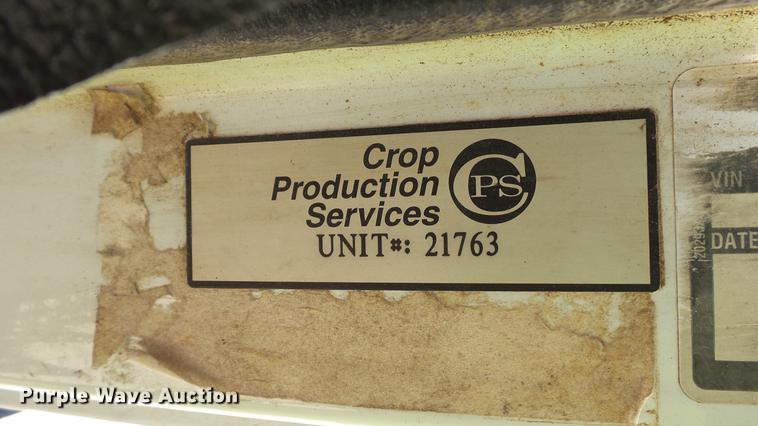 Crop
Production
Services
CPS
UNIT#: 21763
VIN
DATE
Purple Wave Auction